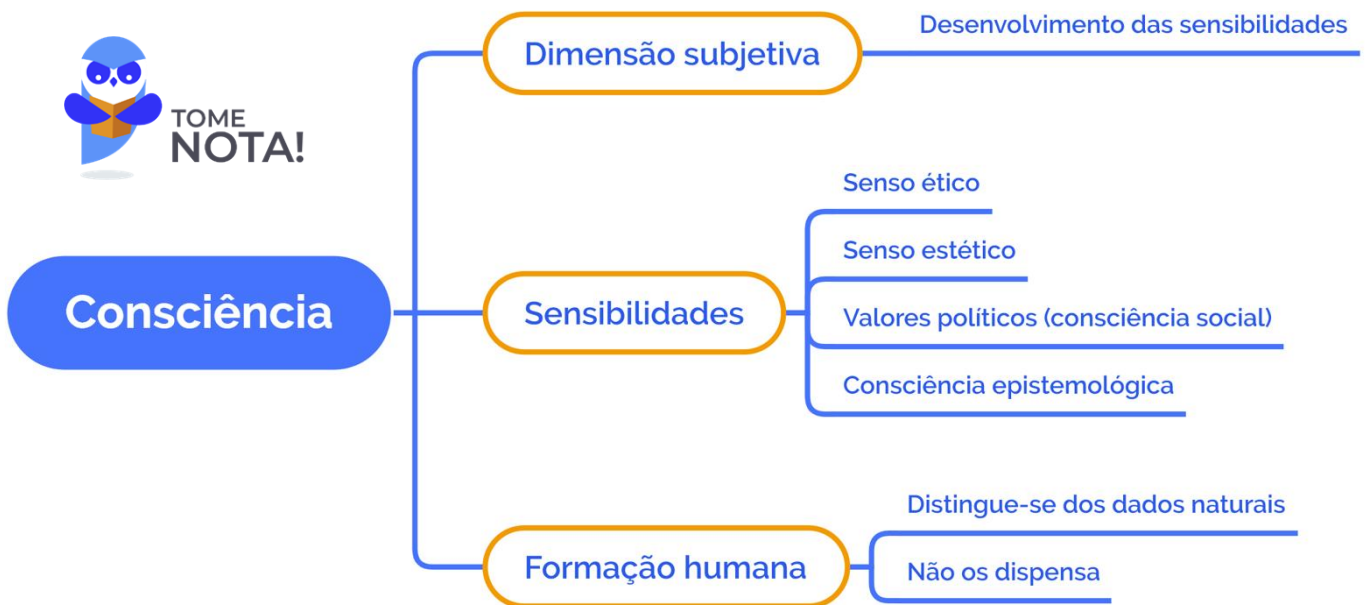 TOME
NOTA!
Consciência
Dimensão subjetiva
Desenvolvimento das sensibilidades
Sensibilidades
Senso ético
Senso estético
Valores políticos (consciência social)
Consciência epistemológica
Formação humana
Distingue-se dos dados naturais
Não os dispensa